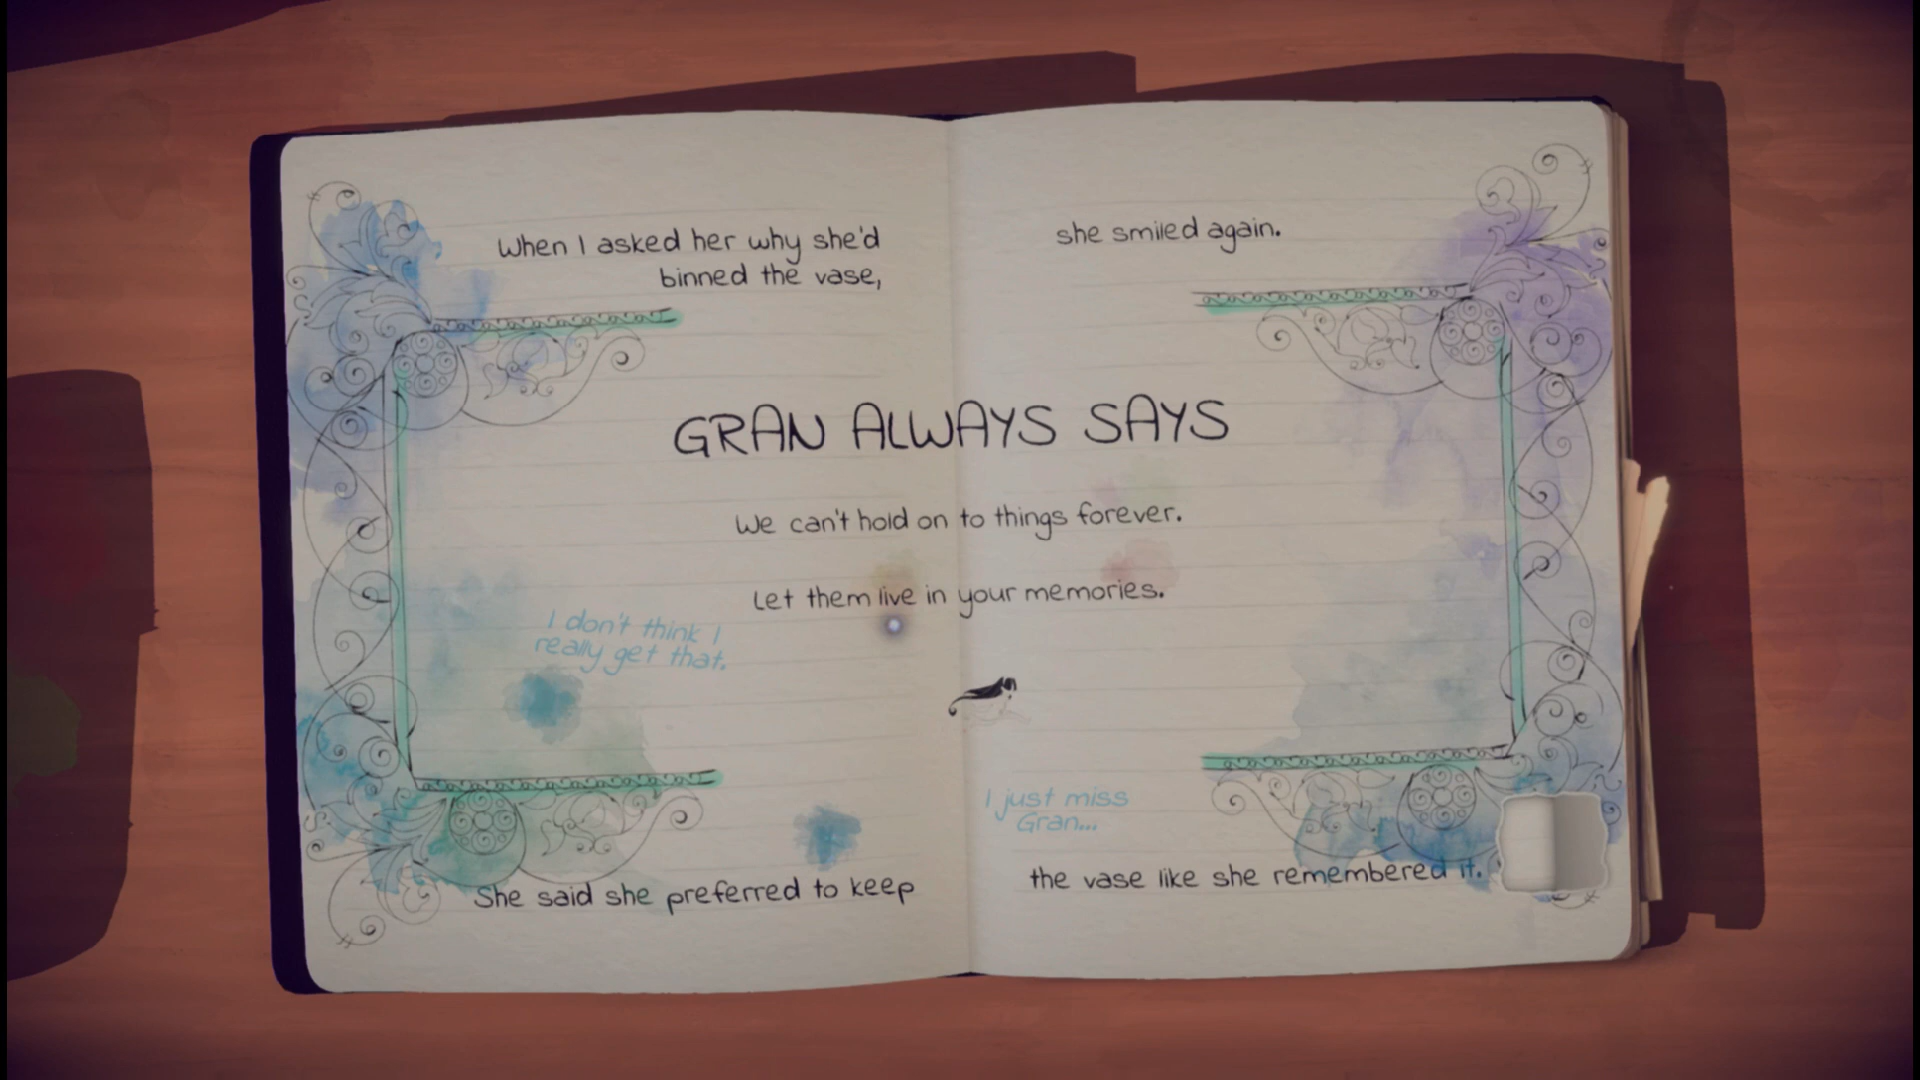 When I asked her why she'd
binned the vase,
she smiled again.
GRAN ALWAYS SAYS
We can't hold on to things forever.
Let them live in your memories.
I don't think I
really get that.
I just miss
Gran...
She said she preferred to keep
the vase like she remembered it.